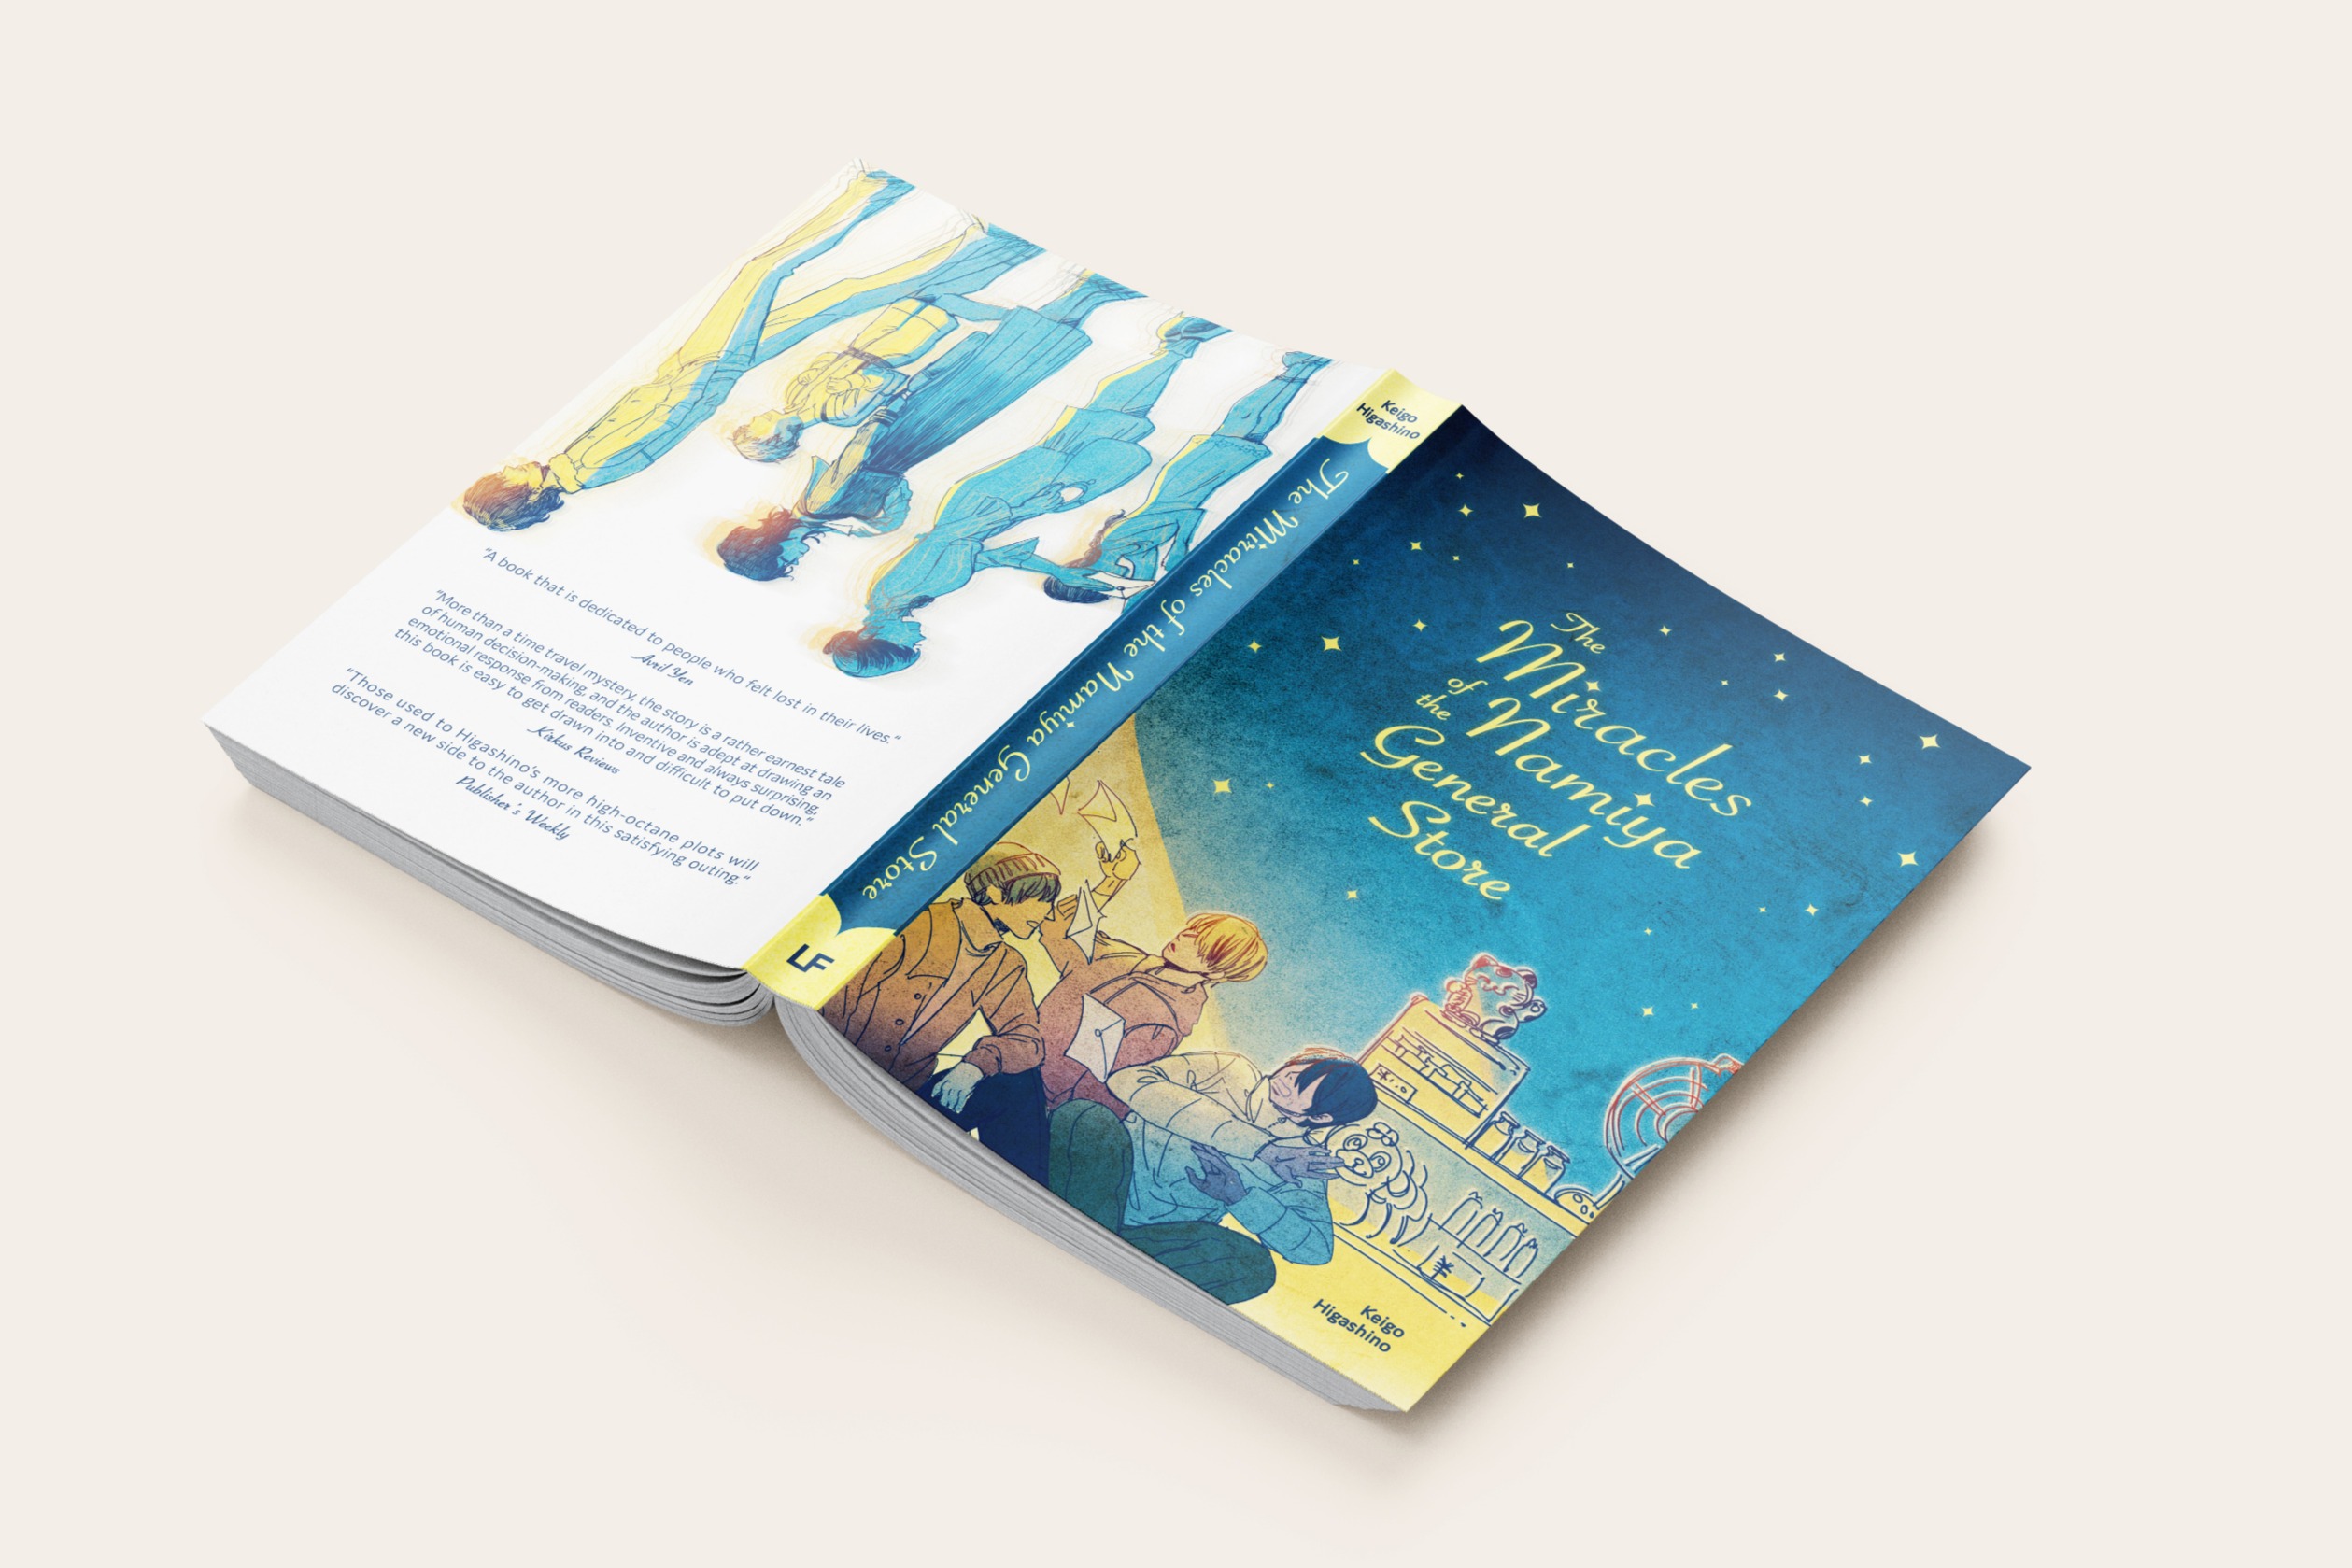 "A book that is dedicated to people who felt lost in their lives."
Avril Yen
"More than a time travel mystery, the story is a rather earnest tale
of human decision-making, and the author is adept at drawing an
emotional response from readers. Inventive and always surprising,
this book is easy to get drawn into and difficult to put down."
Kirkus Reviews
"Those used to Higashino's more high-octane plots will
discover a new side to the author in this satisfying outing."
Publisher's Weekly
Keigo
Higashino
The Miracles of the Namiya General Store
LF
The
Miracles
of Namiya
the
General
Store
¥
¥
Keigo
Higashino